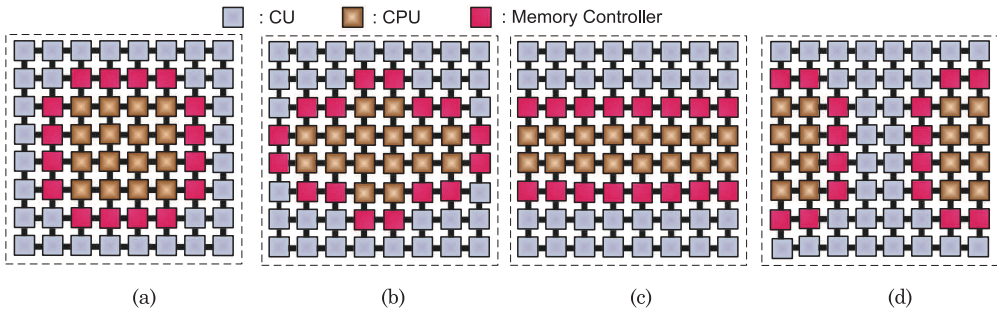 : CU : CPU : Memory Controller
(a) (b) (c) (d)